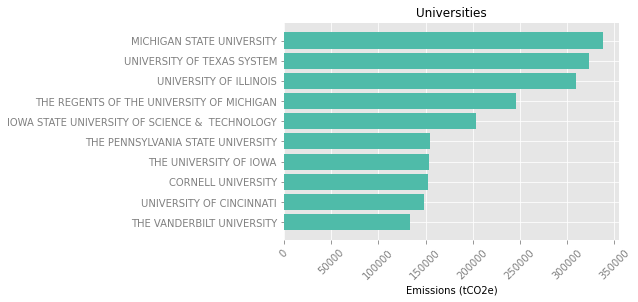 Universities
MICHIGAN STATE UNIVERSITY
UNIVERSITY OF TEXAS SYSTEM
UNIVERSITY OF ILLINOIS
THE REGENTS OF THE UNIVERSITY OF MICHIGAN
IOWA STATE UNIVERSITY OF SCIENCE &  TECHNOLOGY
THE PENNSYLVANIA STATE UNIVERSITY
THE UNIVERSITY OF IOWA
CORNELL UNIVERSITY
UNIVERSITY OF CINCINNATI
THE VANDERBILT UNIVERSITY
0 50000 100000 150000 200000 250000 300000 350000
Emissions (tCO2e)